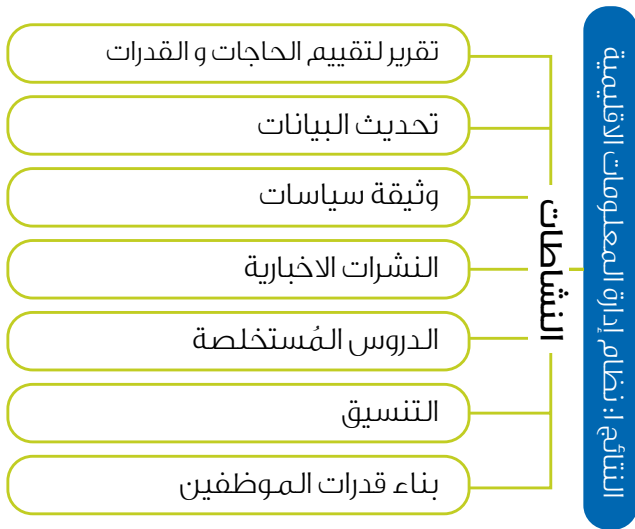 النتائج ا: نظام إدارة المعلومات الاقليمية
النشاطات
تقرير لتقييم الحاجات و القدرات
تحديث البيانات
وثيقة سياسات
النشرات الاخبارية
الدروس المُستخلصة
التنسيق
بناء قدرات الموظفين